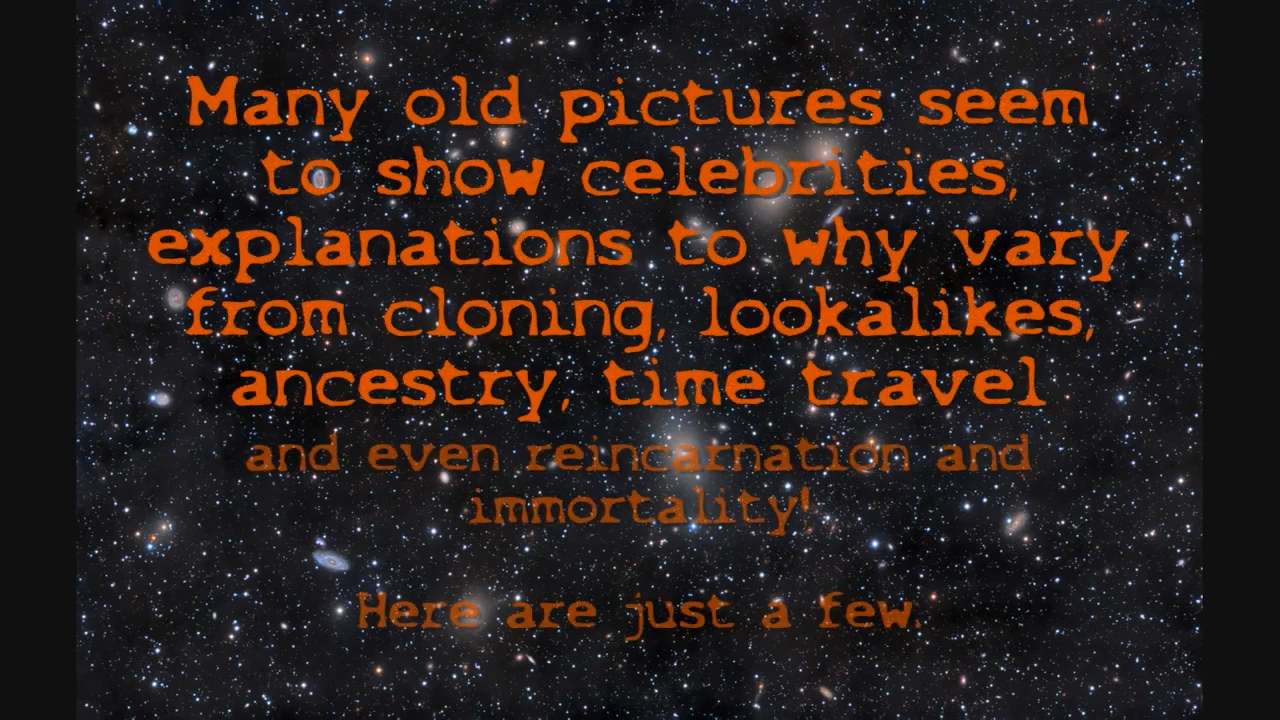 Many old pictures seem
to show celebrities,
explanations to why vary
from cloning, lookalikes,
ancestry, time travel
and even reincarnation and
immortality!
Here are just a few.